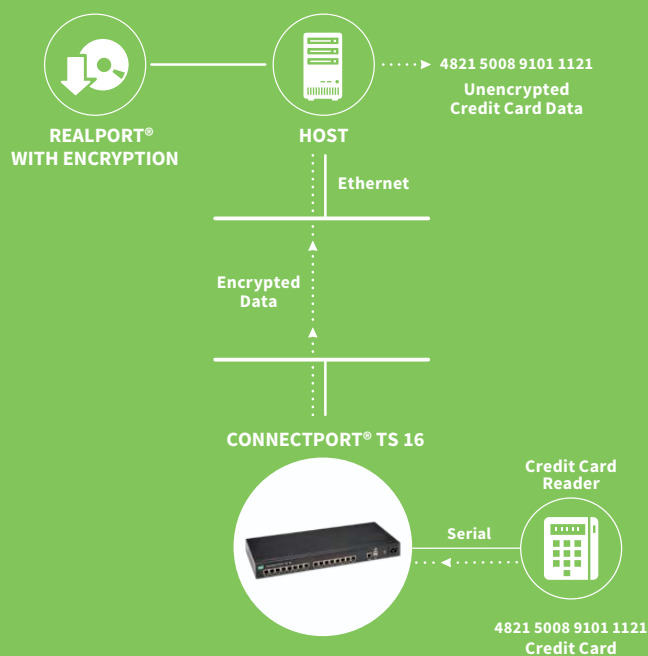 4821 5008 9101 1121
Unencrypted
Credit Card Data
REALPORT®
WITH ENCRYPTION
HOST
Ethernet
Encrypted
Data
CONNECTPORT® TS 16
Credit Card
Reader
Serial
4821 5008 9101 1121
Credit Card